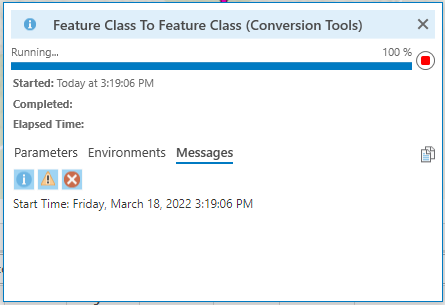 Feature Class To Feature Class (Conversion Tools)
Running... 100 %
Started: Today at 3:19:06 PM
Completed:
Elapsed Time:
Parameters Environments Messages
Start Time: Friday, March 18, 2022 3:19:06 PM